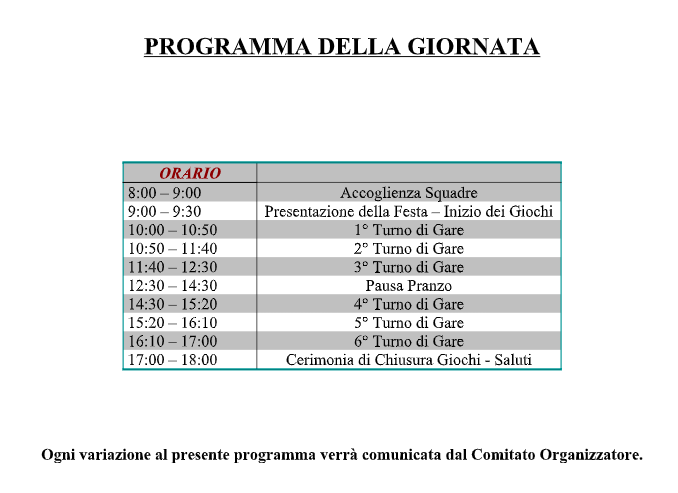 PROGRAMMA DELLA GIORNATA
ORARIO
8:00 – 9:00 Accoglienza Squadre
9:00 – 9:30 Presentazione della Festa – Inizio dei Giochi
10:00 – 10:50 1° Turno di Gare
10:50 – 11:40 2° Turno di Gare
11:40 – 12:30 3° Turno di Gare
12:30 – 14:30 Pausa Pranzo
14:30 – 15:20 4° Turno di Gare
15:20 – 16:10 5° Turno di Gare
16:10 – 17:00 6° Turno di Gare
17:00 – 18:00 Cerimonia di Chiusura Giochi - Saluti
Ogni variazione al presente programma verrà comunicata dal Comitato Organizzatore.